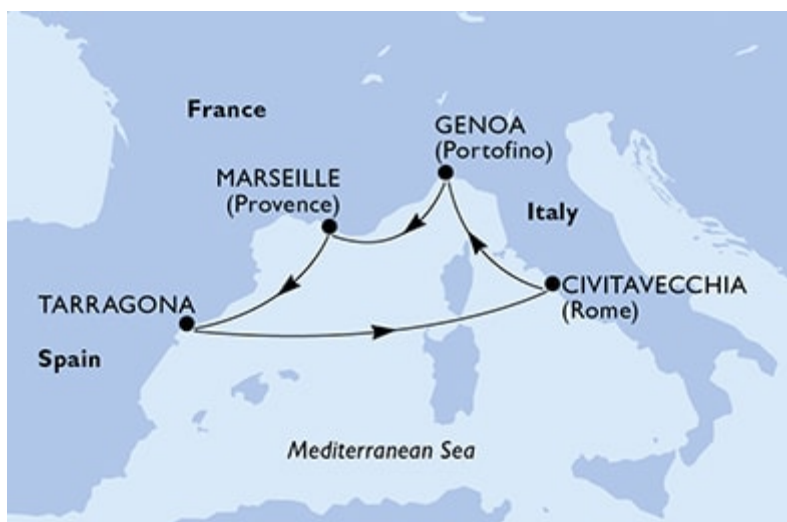 France
GENOA
(Portofino)
MARSEILLE
(Provence)
Italy
CIVITAVECCHIA
(Rome)
TARRAGONA
Spain
Mediterranean Sea